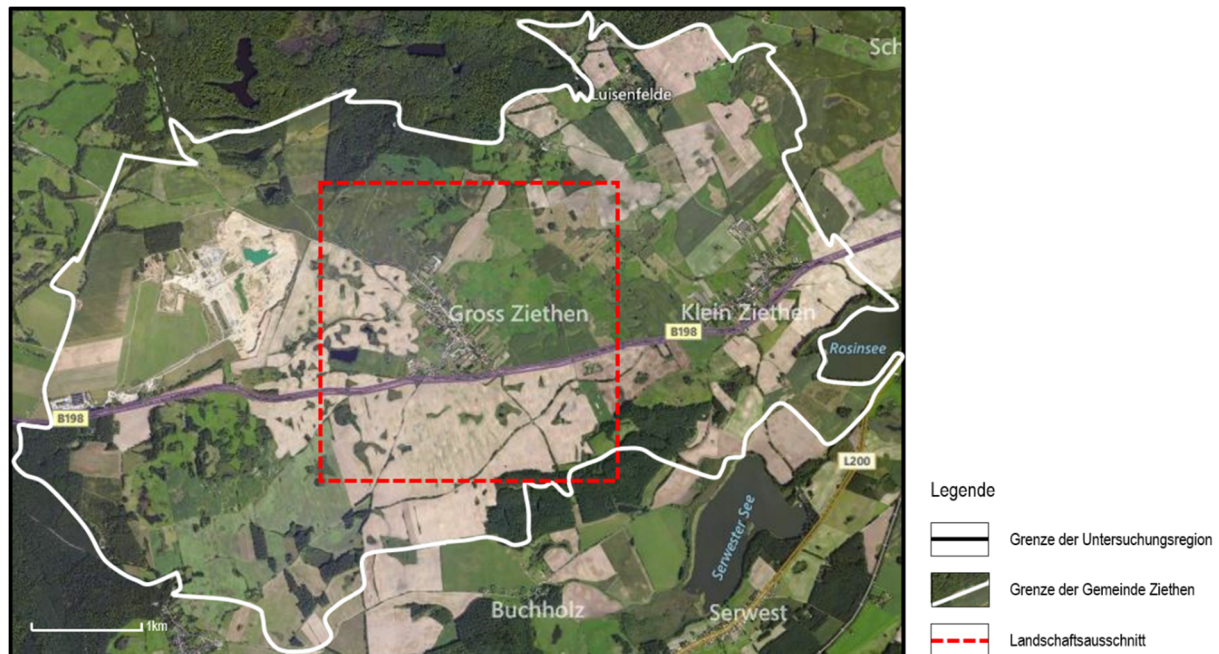 Sch
Luisenfelde
Gross Ziethen
Klein Ziethen
B198
Rosinsee
B198
L200
Serwester See
Buchholz
Serwest
1km
Legende
Grenze der Untersuchungsregion
Grenze der Gemeinde Ziethen
Landschaftsausschnitt